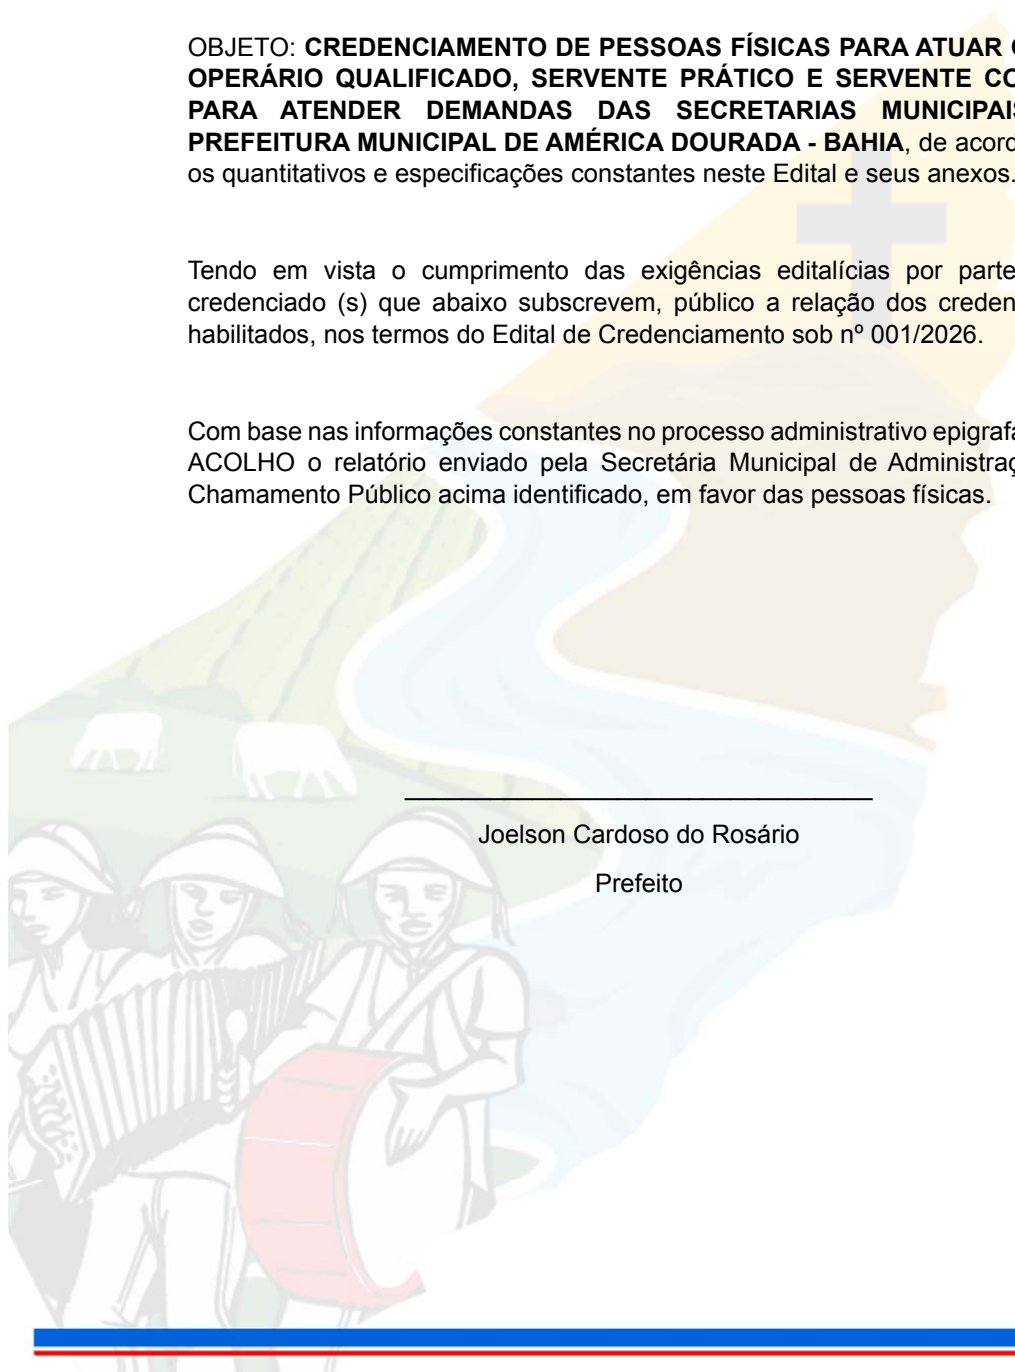 OBJETO: CREDENCIAMENTO DE PESSOAS FÍSICAS PARA ATUAR
OPERÁRIO QUALIFICADO, SERVENTE PRÁTICO E SERVENTE CO
PARA ATENDER DEMANDAS DAS SECRETARIAS MUNICIPAIS
PREFEITURA MUNICIPAL DE AMÉRICA DOURADA - BAHIA, de acord
os quantitativos e especificações constantes neste Edital e seus anexos.
Tendo em vista o cumprimento das exigências editalícias por parte
credenciado (s) que abaixo subscrevem, público a relação dos creden
habilitados, nos termos do Edital de Credenciamento sob nº 001/2026.
Com base nas informações constantes no processo administrativo epigrafa
ACOLHO o relatório enviado pela Secretária Municipal de Administraç
Chamamento Público acima identificado, em favor das pessoas físicas.
Joelson Cardoso do Rosário
Prefeito